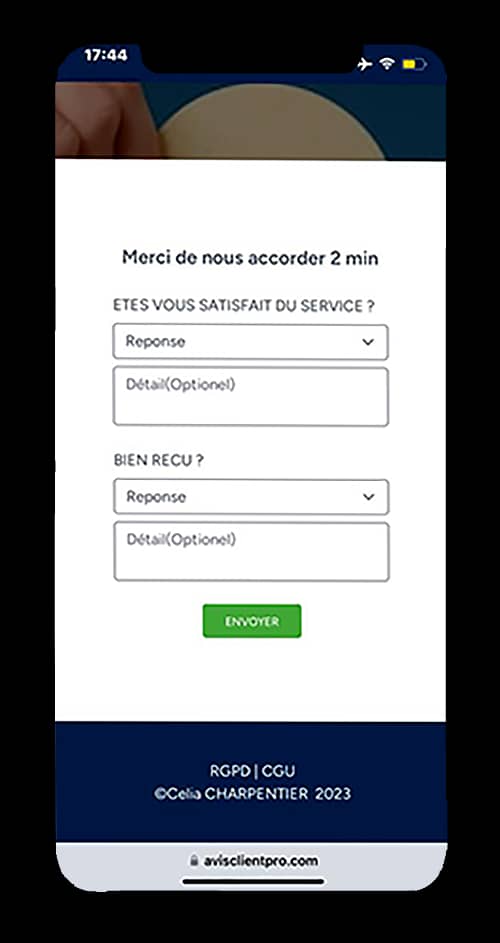 17:44
Merci de nous accorder 2 min
ETES VOUS SATISFAIT DU SERVICE ?
Reponse
Détail(Optionel)
BIEN RECU ?
Reponse
Détail(Optionel)
ENVOYER
RGPD | CGU
©Celia CHARPENTIER 2023
avisclientpro.com